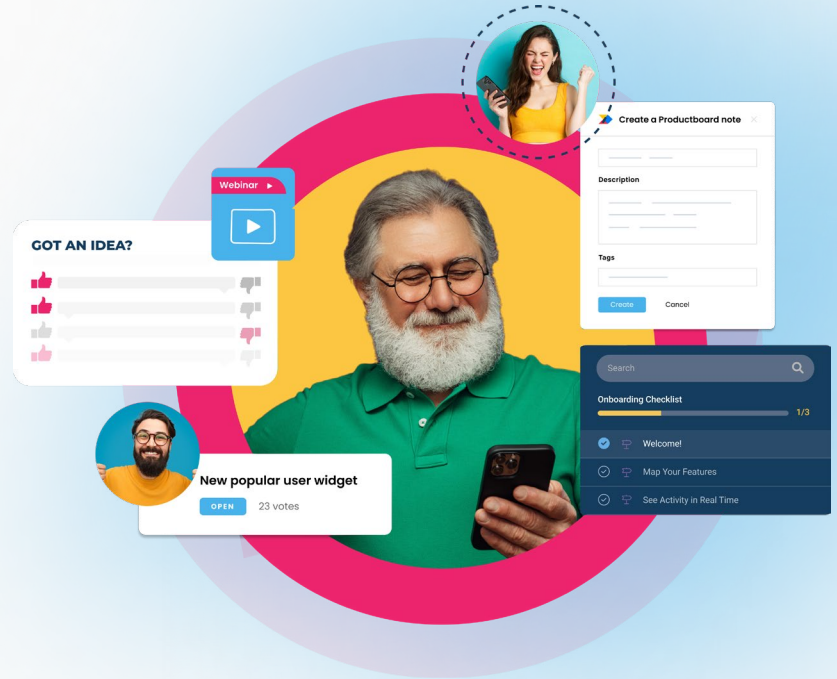 Create a Productboard note
Description
Tags
Create
Cancel
Webinar
GOT AN IDEA?
Search
Onboarding Checklist
1/3
Welcome!
Map Your Features
See Activity in Real Time
New popular user widget
OPEN
23 votes